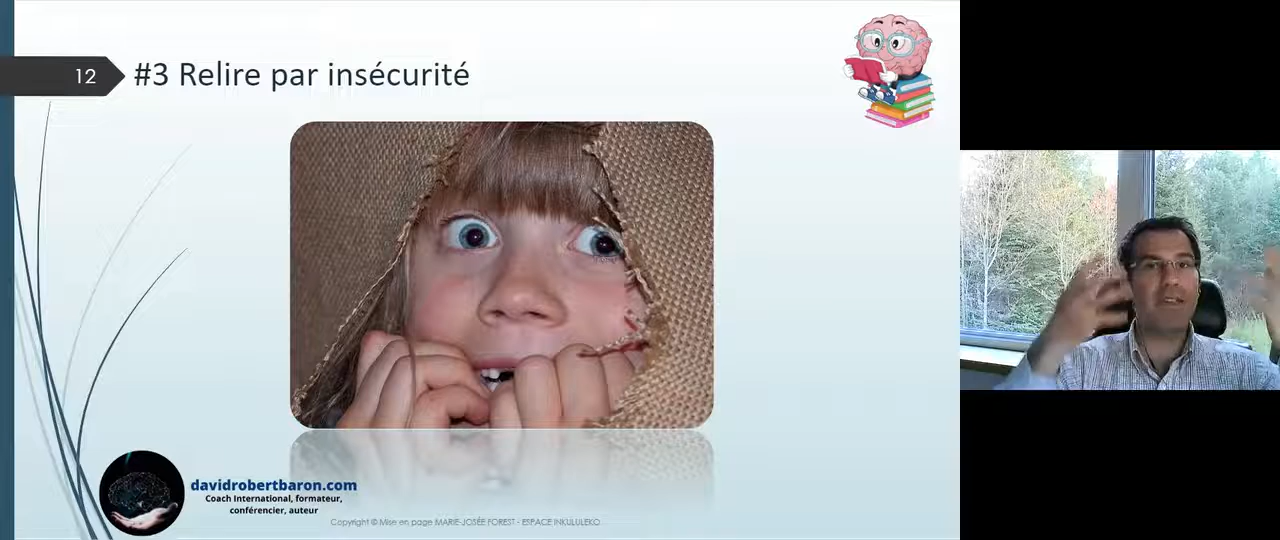 12
#3 Relire par insécurité
davidrobertbaron.com
Coach International, formateur,
conférencier, auteur
Copyright © Mise en page MARIE-JOSÉE FOREST - ESPACE INKULULEKO